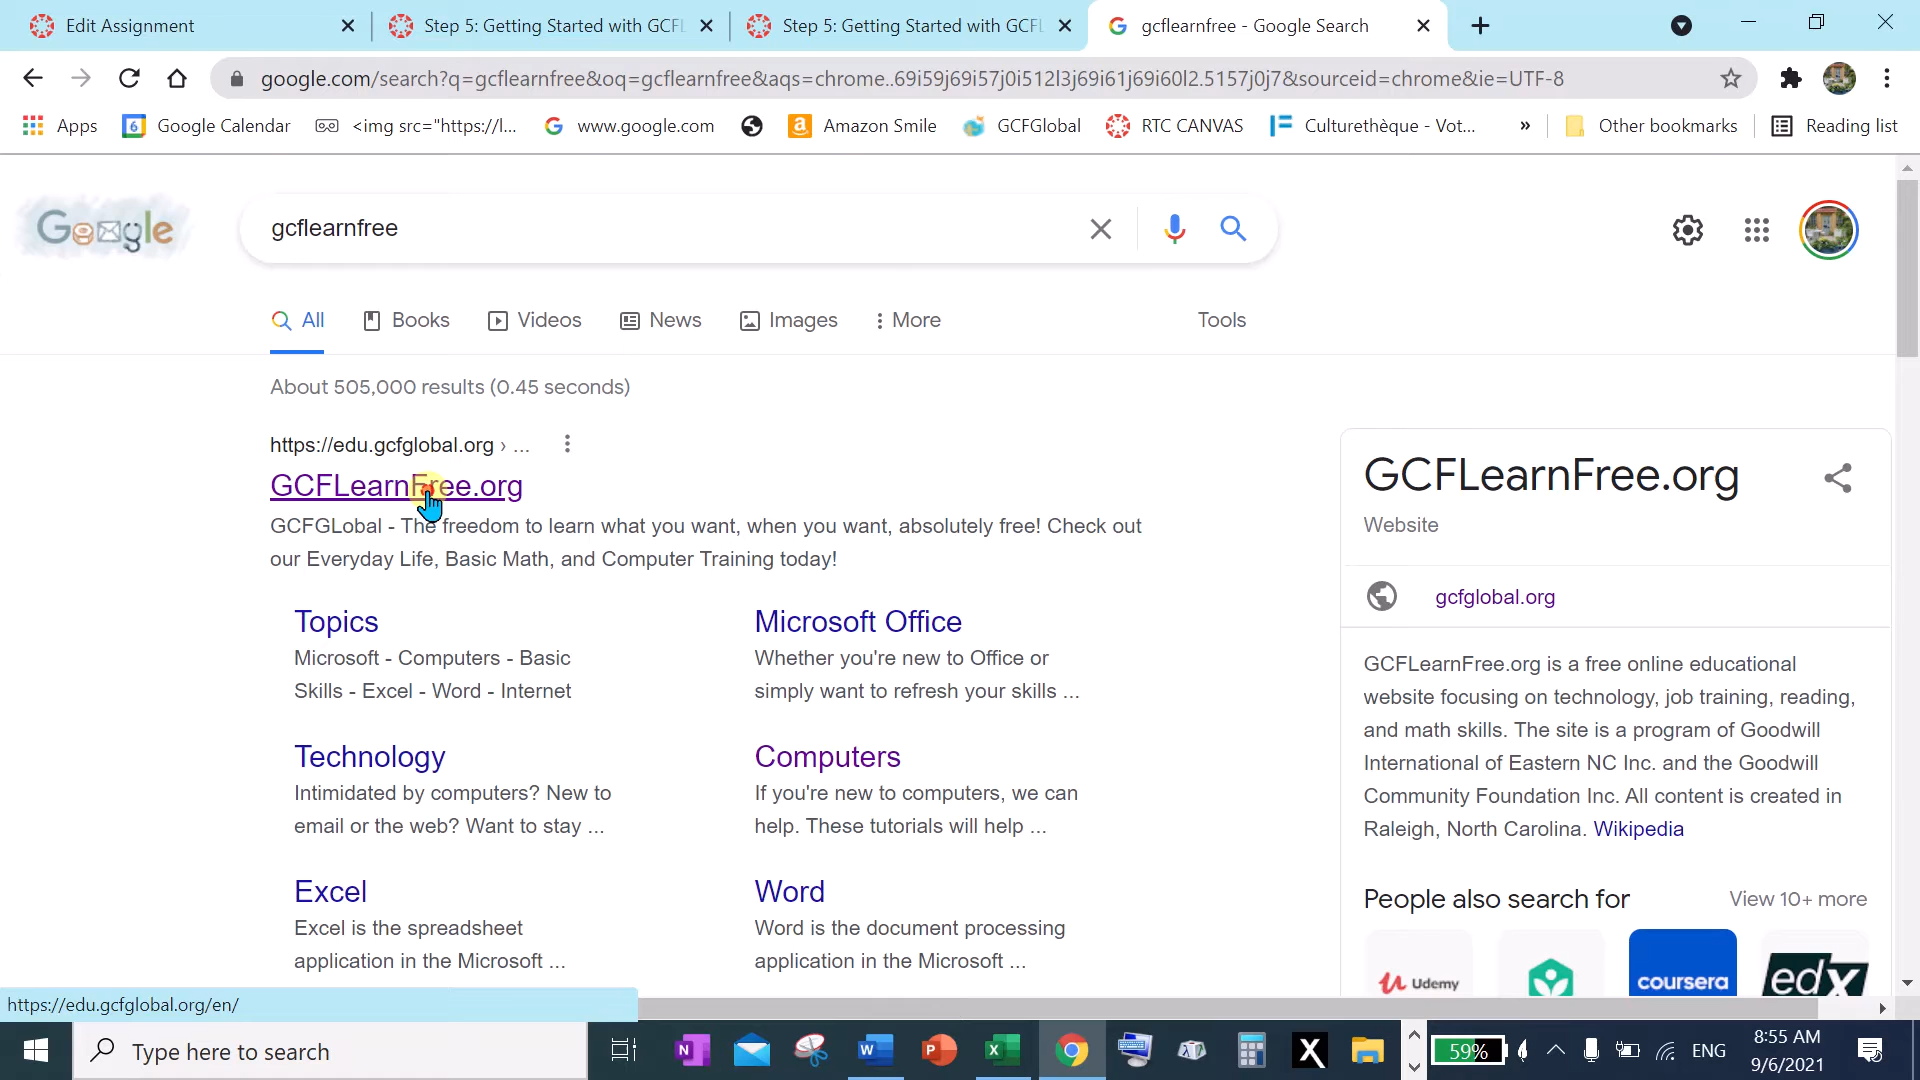 Edit Assignment
Step 5: Getting Started with GCFL
Step 5: Getting Started with GCFL
gcflearnfree - Google Search
google.com/search?q=gcflearnfree&oq=gcflearnfree&aqs=chrome..69i59j69i57j0i512l3j69i61j69i60l2.5157j0j7&sourceid=chrome&ie=UTF-8
Apps
Google Calendar
<img src="https://l...
www.google.com
Amazon Smile
GCFGlobal
RTC CANVAS
Culturethèque - Vot...
»
Other bookmarks
Reading list
Google
gcflearnfree
All
Books
Videos
News
Images
More
Tools
About 505,000 results (0.45 seconds)
https://edu.gcfglobal.org › ...
GCFLearnFree.org
GCFGLobal - The freedom to learn what you want, when you want, absolutely free! Check out
our Everyday Life, Basic Math, and Computer Training today!
Topics
Microsoft - Computers - Basic
Skills - Excel - Word - Internet
Microsoft Office
Whether you're new to Office or
simply want to refresh your skills ...
Technology
Intimidated by computers? New to
email or the web? Want to stay ...
Computers
If you're new to computers, we can
help. These tutorials will help ...
Excel
Excel is the spreadsheet
application in the Microsoft ...
Word
Word is the document processing
application in the Microsoft ...
GCFLearnFree.org
Website
gcfglobal.org
GCFLearnFree.org is a free online educational
website focusing on technology, job training, reading,
and math skills. The site is a program of Goodwill
International of Eastern NC Inc. and the Goodwill
Community Foundation Inc. All content is created in
Raleigh, North Carolina. Wikipedia
People also search for
View 10+ more
Udemy
coursera
edX
https://edu.gcfglobal.org/en/
Type here to search
59%
ENG
8:55 AM
9/6/2021